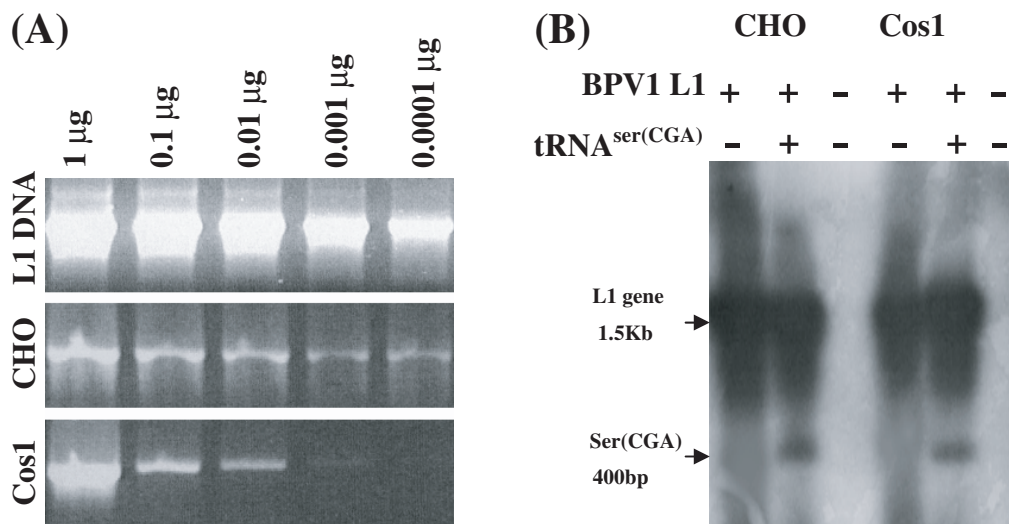 (A)
1 µg
0.1 µg
0.01 µg
0.001 µg
0.0001 µg
L1 DNA
CHO
Cos1
(B)
CHO Cos1
BPV1 L1 + + - + + -
tRNA ser(CGA) - + - - + -
L1 gene
1.5Kb
Ser(CGA)
400bp